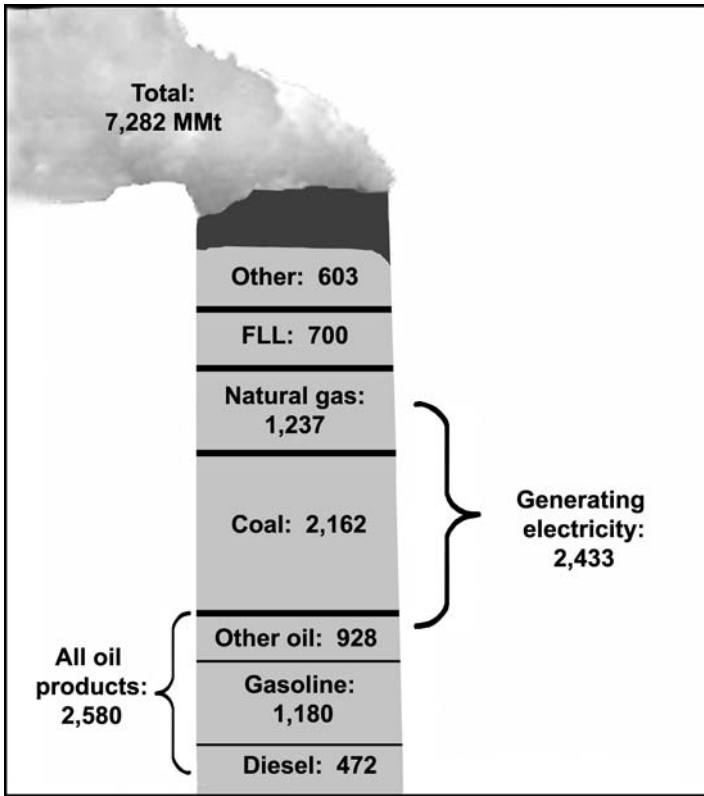 Total:
7,282 MMt
Other: 603
FLL: 700
Natural gas:
1,237
Coal: 2,162
Generating
electricity:
2,433
Other oil: 928
All oil
products:
2,580
Gasoline:
1,180
Diesel: 472